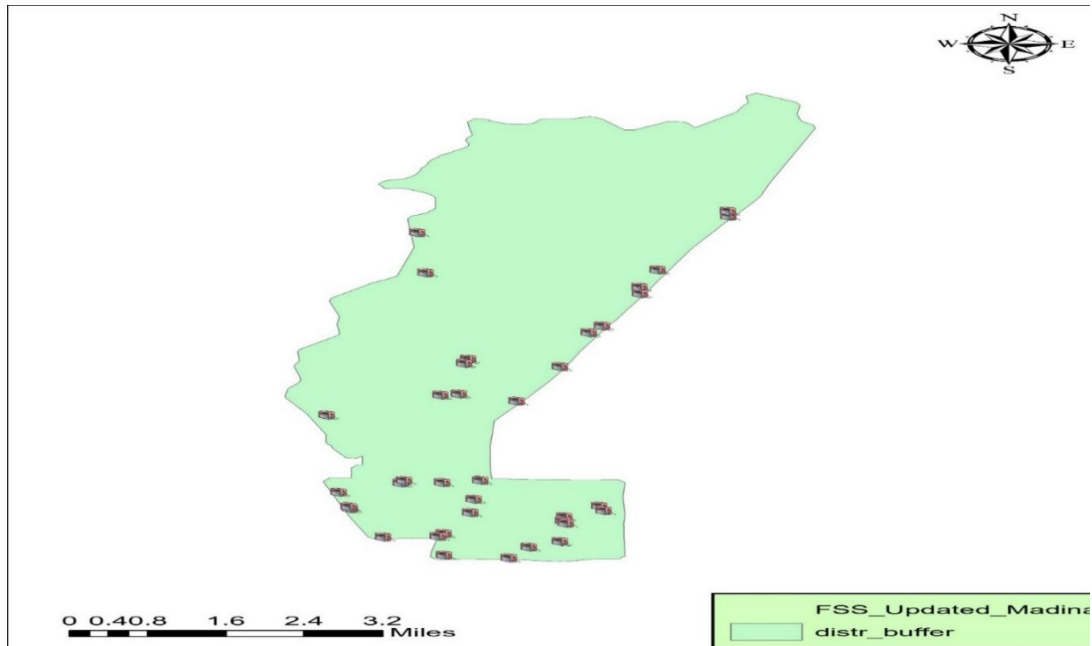 N
W E
S
0 0.40.8 1.6 2.4 3.2
Miles
FSS_Updated_Madina
distr_buffer